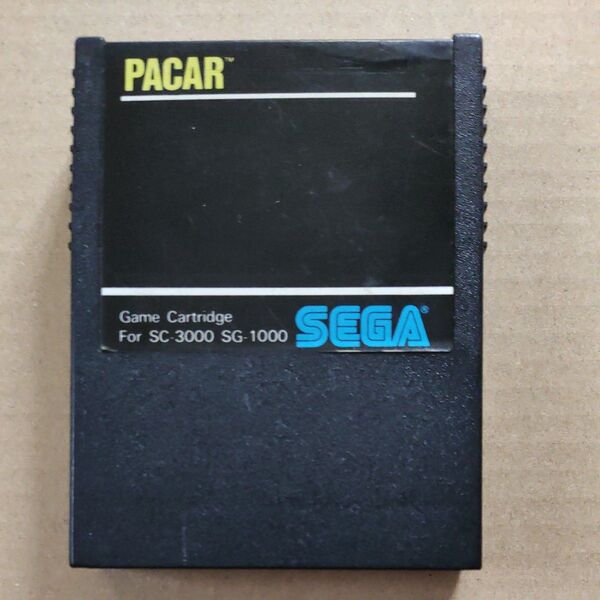 PACAR™
Game Cartridge
For SC-3000 SG-1000
SEGA®